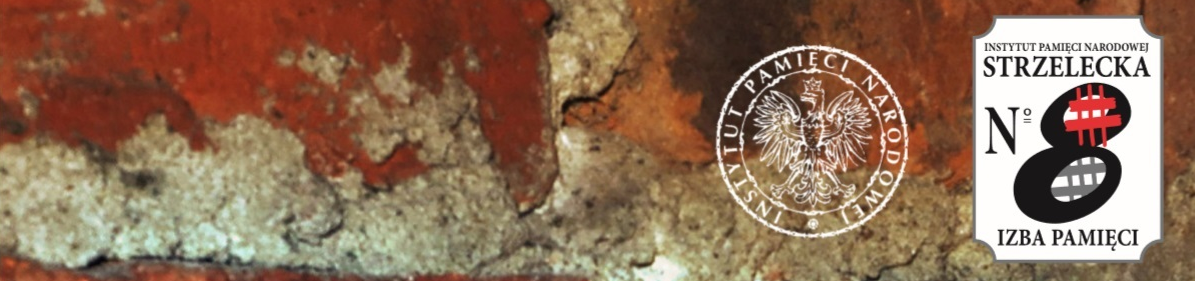 INSTYTUT PAMIĘCI NARODOWEJ
INSTYTUT PAMIĘCI NARODOWEJ
STRZELECKA
Nº 8
IZBA PAMIĘCI